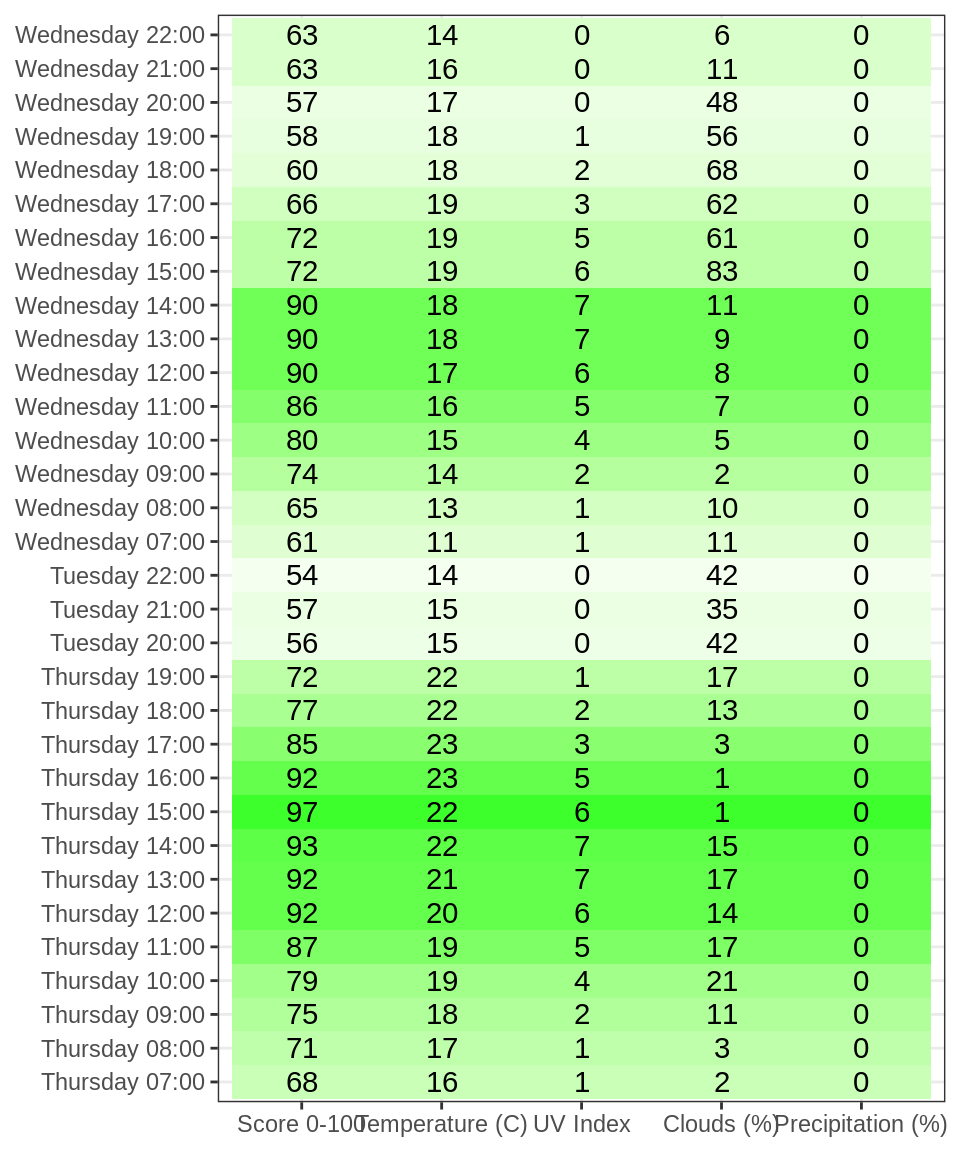 Wednesday 22:00 63 14 0 6 0
Wednesday 21:00 63 16 0 11 0
Wednesday 20:00 57 17 0 48 0
Wednesday 19:00 58 18 1 56 0
Wednesday 18:00 60 18 2 68 0
Wednesday 17:00 66 19 3 62 0
Wednesday 16:00 72 19 5 61 0
Wednesday 15:00 72 19 6 83 0
Wednesday 14:00 90 18 7 11 0
Wednesday 13:00 90 18 7 9 0
Wednesday 12:00 90 17 6 8 0
Wednesday 11:00 86 16 5 7 0
Wednesday 10:00 80 15 4 5 0
Wednesday 09:00 74 14 2 2 0
Wednesday 08:00 65 13 1 10 0
Wednesday 07:00 61 11 1 11 0
Tuesday 22:00 54 14 0 42 0
Tuesday 21:00 57 15 0 35 0
Tuesday 20:00 56 15 0 42 0
Thursday 19:00 72 22 1 17 0
Thursday 18:00 77 22 2 13 0
Thursday 17:00 85 23 3 3 0
Thursday 16:00 92 23 5 1 0
Thursday 15:00 97 22 6 1 0
Thursday 14:00 93 22 7 15 0
Thursday 13:00 92 21 7 17 0
Thursday 12:00 92 20 6 14 0
Thursday 11:00 87 19 5 17 0
Thursday 10:00 79 19 4 21 0
Thursday 09:00 75 18 2 11 0
Thursday 08:00 71 17 1 3 0
Thursday 07:00 68 16 1 2 0
Score 0-100 Temperature (C) UV Index Clouds (%) Precipitation (%)